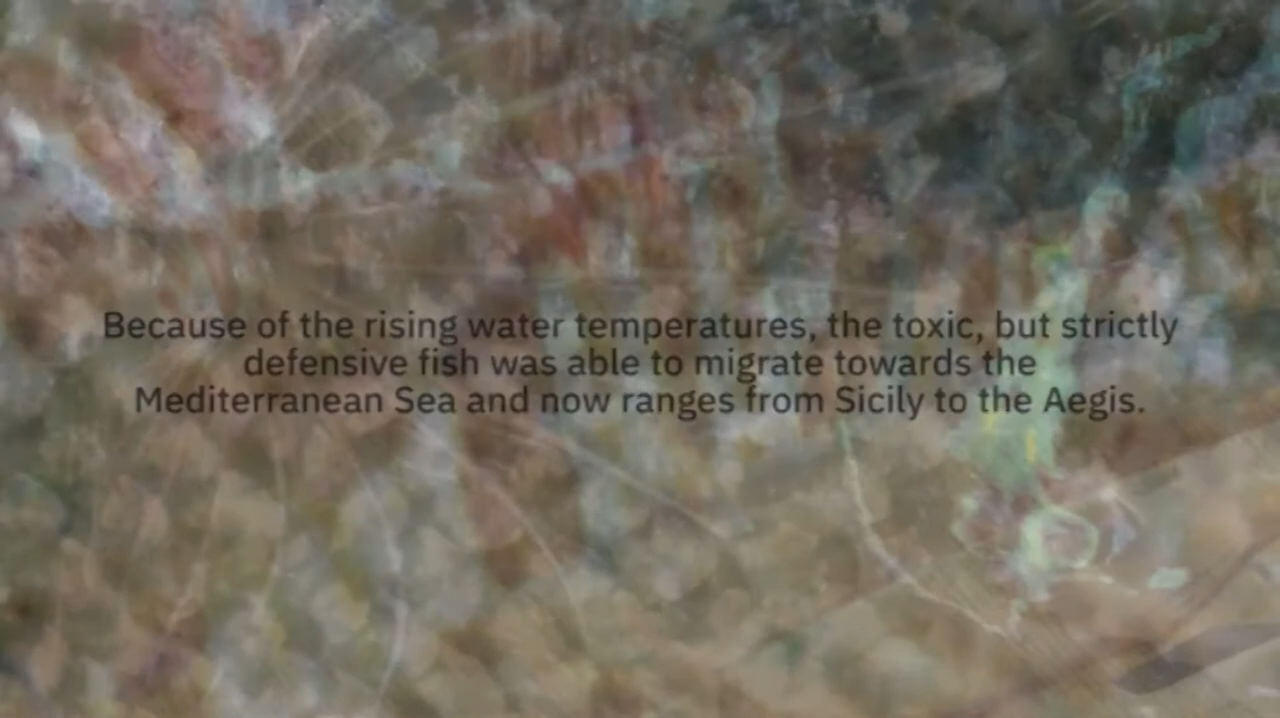 Because of the rising water temperatures, the toxic, but strictly
defensive fish was able to migrate towards the
Mediterranean Sea and now ranges from Sicily to the Aegis.